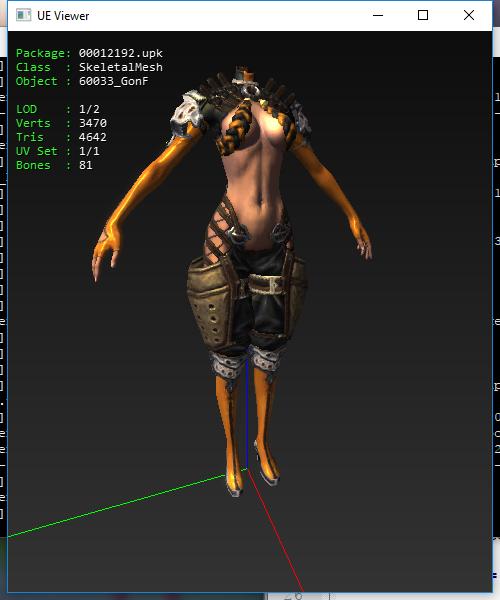 UE Viewer
Package: 00012192.upk
Class  : SkeletalMesh
Object : 60033_GonF
LOD    : 1/2
Verts  : 3470
Tris   : 4642
UV Set : 1/1
Bones  : 81